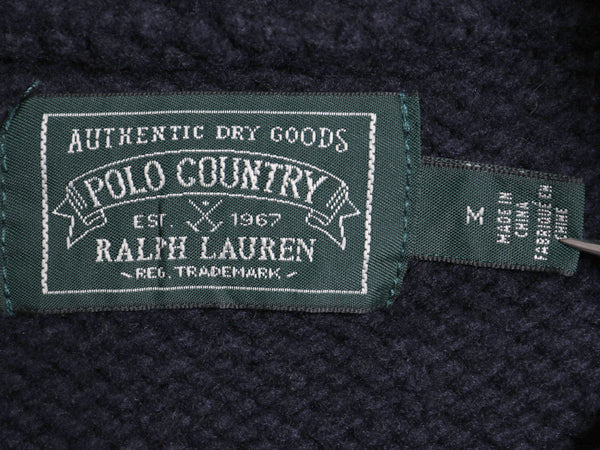 AUTHENTIC DRY GOODS
POLO COUNTRY
EST. 1967
RALPH LAUREN
REG. TRADEMARK
M
MADE IN
CHINA
FABRIQUÉ EN
CHINE